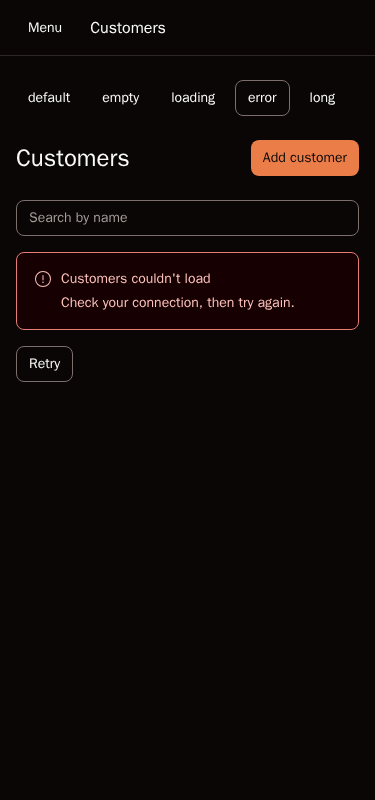 Menu Customers
default empty loading error long
Customers Add customer
Search by name
Customers couldn't load
Check your connection, then try again.
Retry